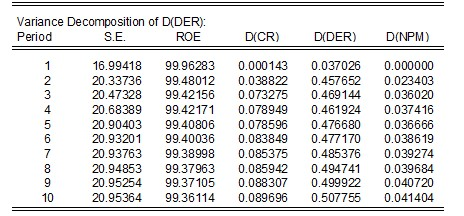 Variance Decomposition of D(DER):
Period S.E. ROE D(CR) D(DER) D(NPM)
1 16.99418 99.96283 0.000143 0.037026 0.000000
2 20.33736 99.48012 0.038822 0.457652 0.023403
3 20.47328 99.42156 0.073275 0.469144 0.036020
4 20.68389 99.42171 0.078949 0.461924 0.037416
5 20.90403 99.40806 0.078596 0.476680 0.036666
6 20.93201 99.40036 0.083849 0.477170 0.038619
7 20.93763 99.38998 0.085375 0.485376 0.039274
8 20.94853 99.37963 0.085942 0.494741 0.039684
9 20.95254 99.37105 0.088307 0.499922 0.040720
10 20.95364 99.36114 0.089696 0.507755 0.041404